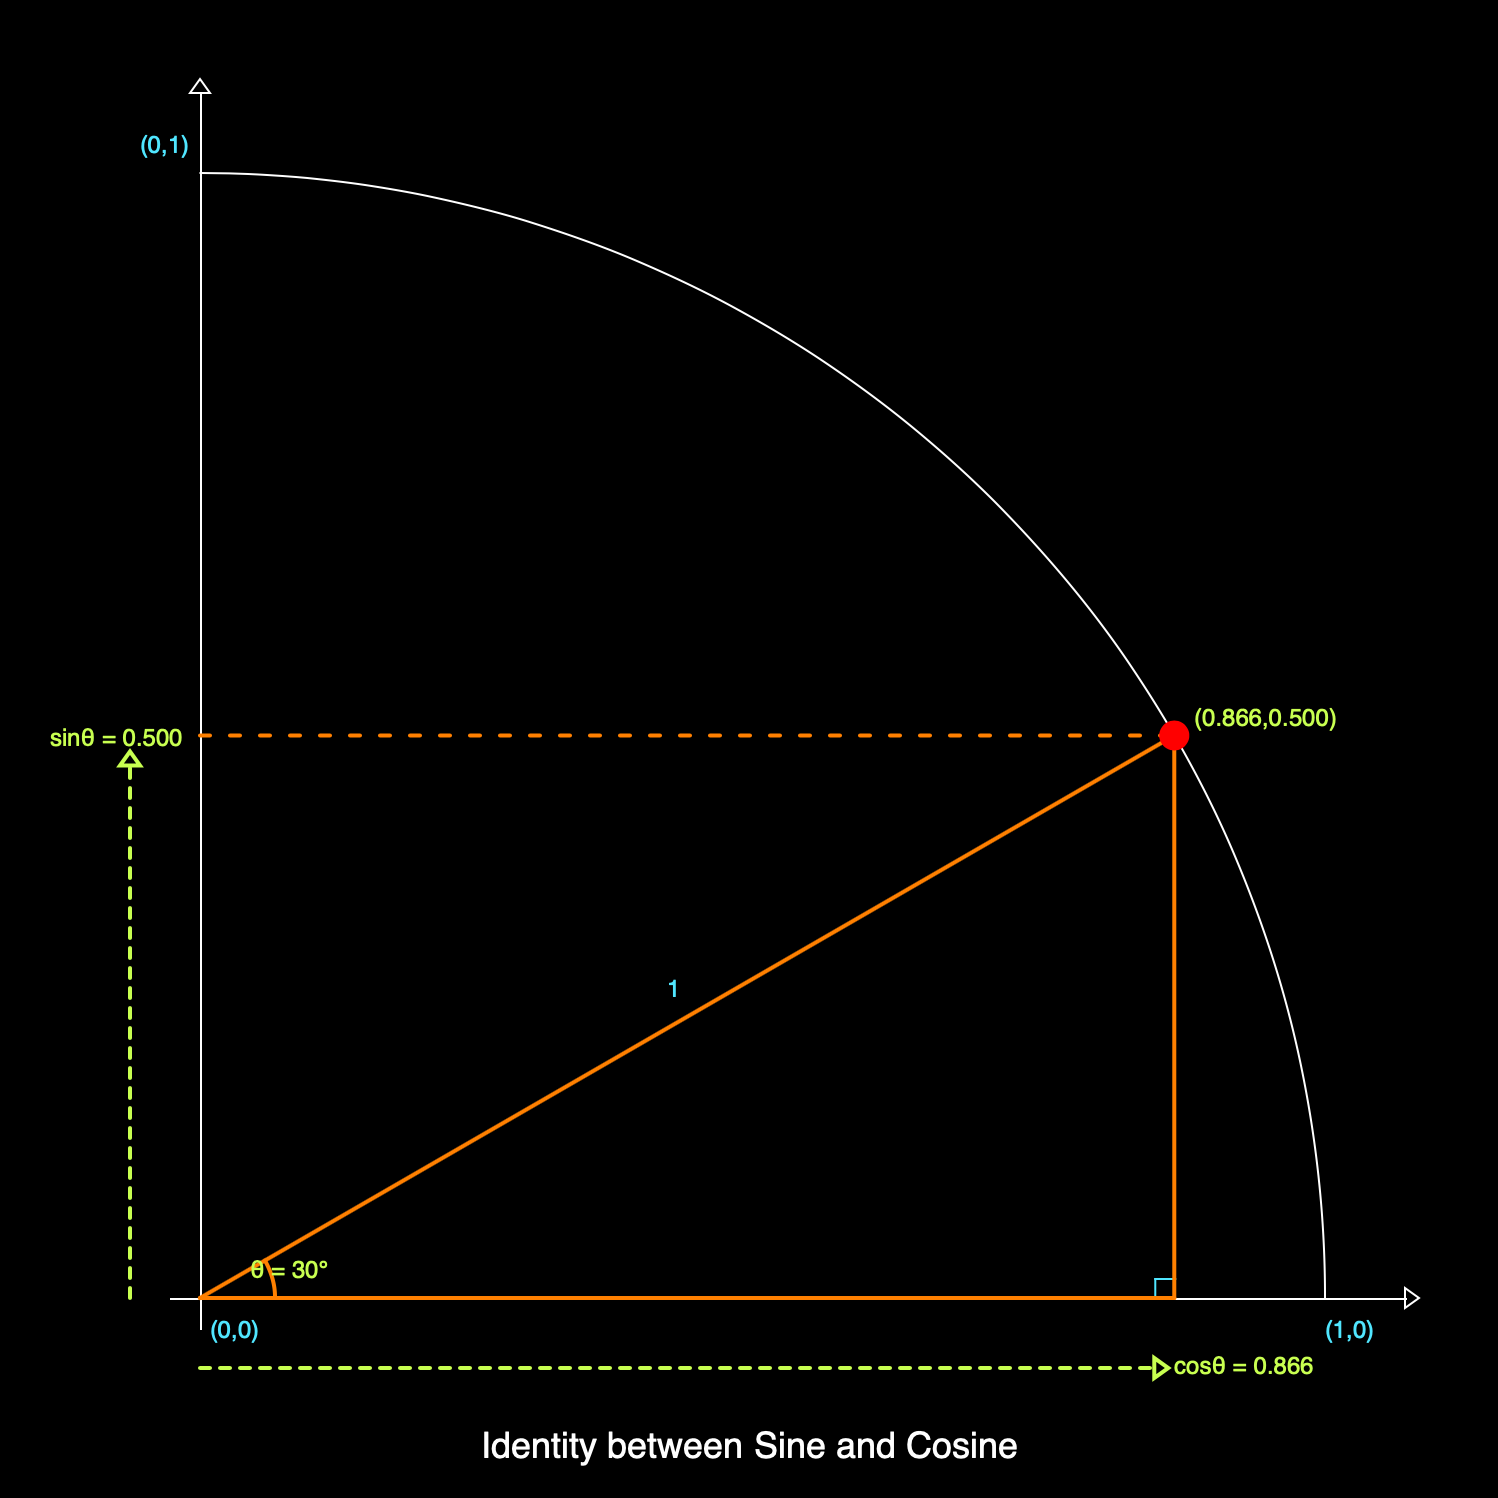 (0,1)
(0.866,0.500)
sinθ = 0.500
1
θ = 30°
(0,0)
(1,0)
cosθ = 0.866
Identity between Sine and Cosine